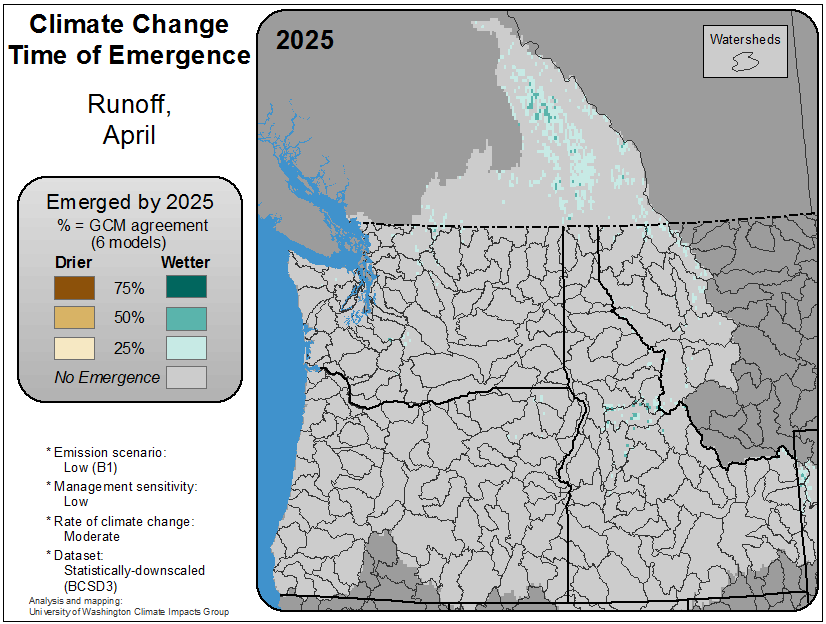 Climate Change
Time of Emergence
Runoff,
April
Emerged by 2025
% = GCM agreement
(6 models)
Drier Wetter
75%
50%
25%
No Emergence
* Emission scenario:
Low (B1)
* Management sensitivity:
Low
* Rate of climate change:
Moderate
* Dataset:
Statistically-downscaled
(BCSD3)
Analysis and mapping:
University of Washington Climate Impacts Group
2025
Watersheds